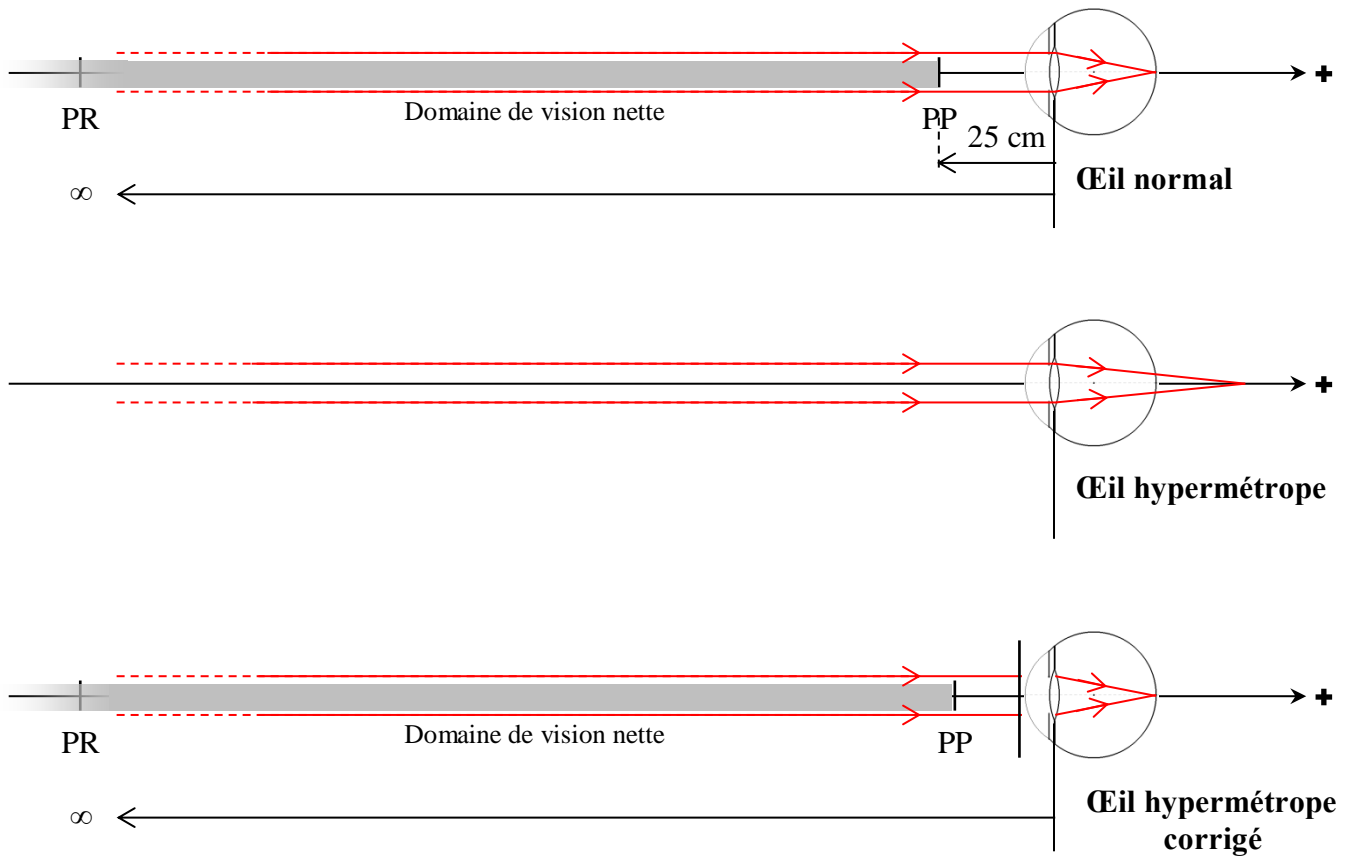 PR
Domaine de vision nette
PP
25 cm
∞
Œil normal
Œil hypermétrope
PR
Domaine de vision nette
PP
∞
Œil hypermétrope
corrigé